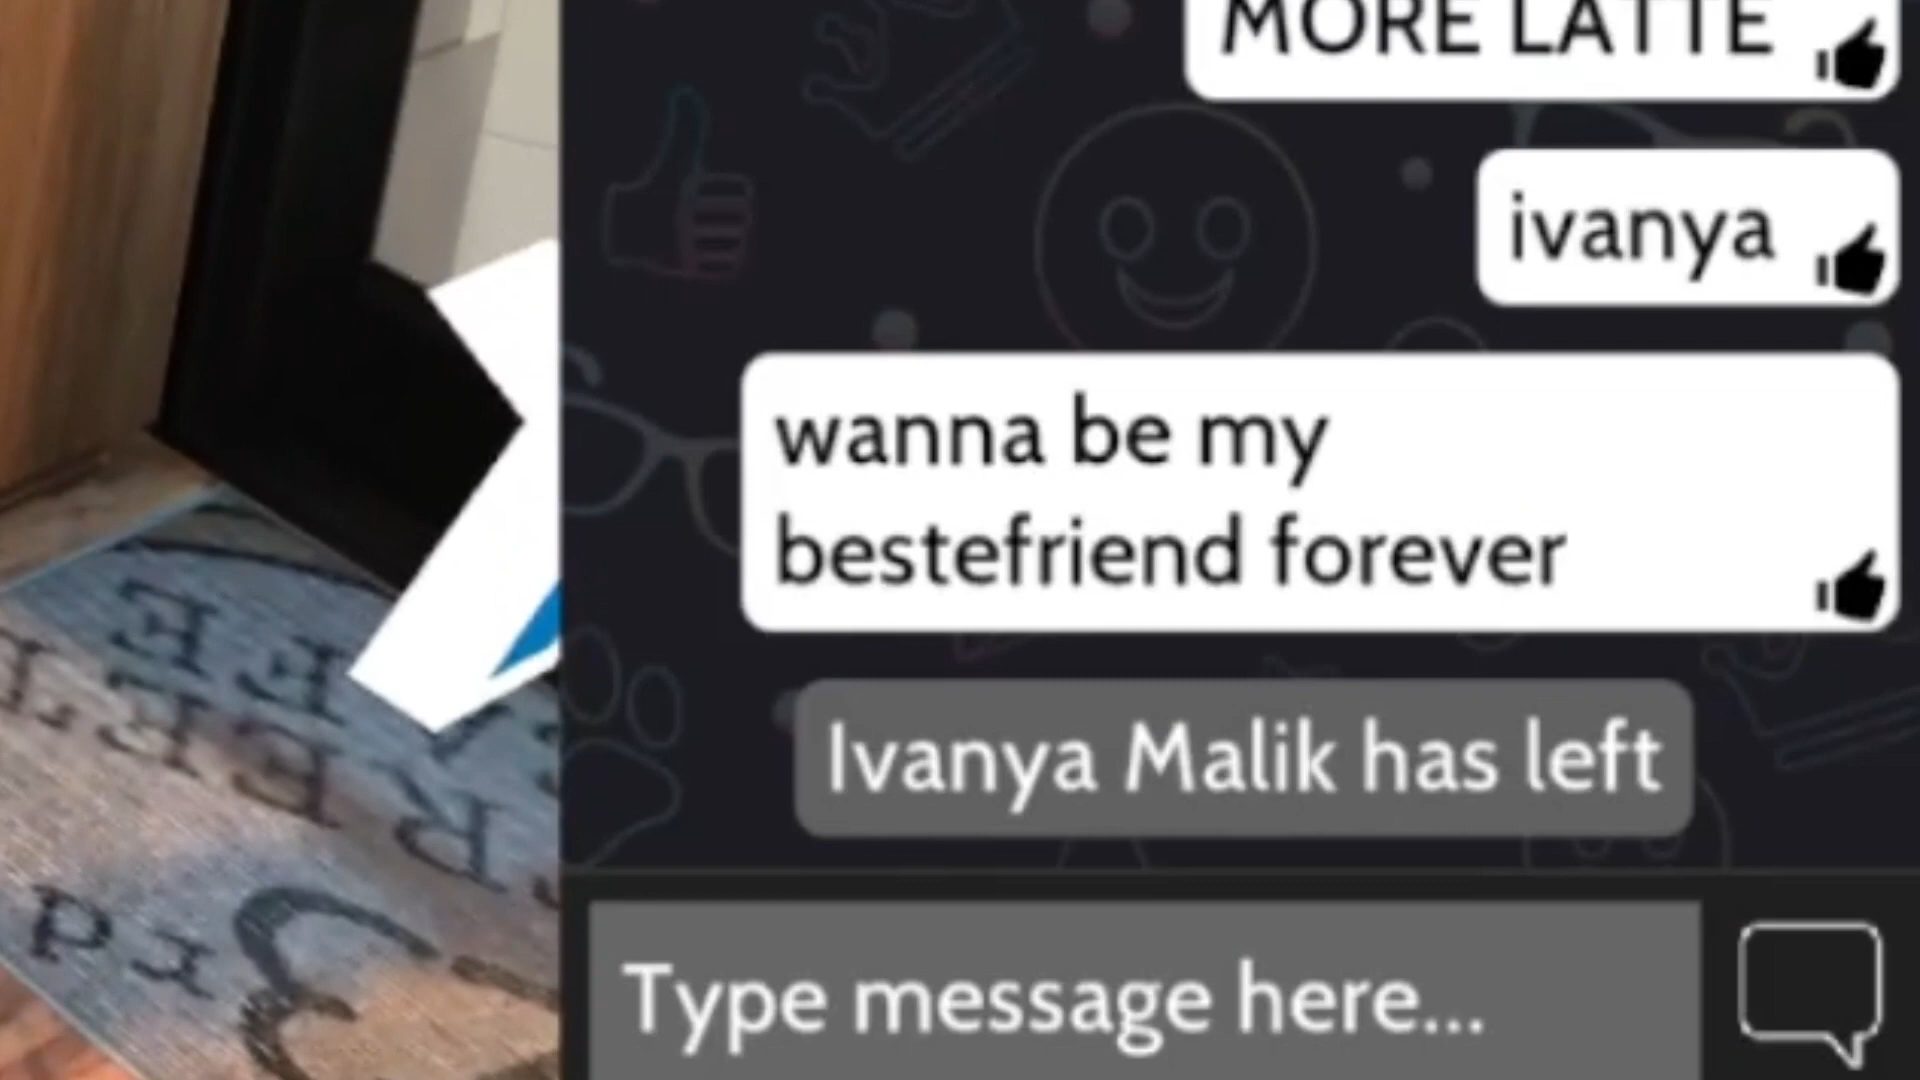 MORE LATTE
ivanya
wanna be my
bestefriend forever
Ivanya Malik has left
Type message here...